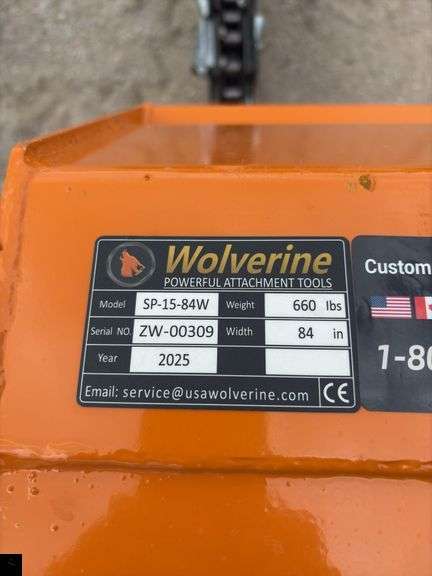 Wolverine
POWERFUL ATTACHMENT TOOLS
Model SP-15-84W Weight 660 lbs
Serial NO. ZW-00309 Width 84 in
Year 2025
Email: service@usawolverine.com CE
Custom
1-80